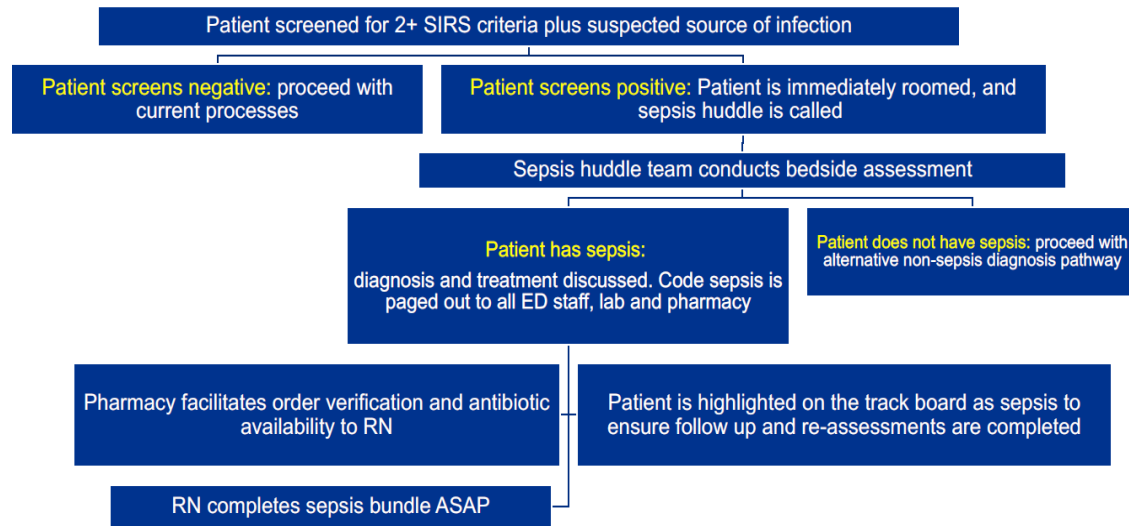 Patient screened for 2+ SIRS criteria plus suspected source of infection
Patient screens negative: proceed with
current processes
Patient screens positive: Patient is immediately roomed, and
sepsis huddle is called
Sepsis huddle team conducts bedside assessment
Patient has sepsis:
diagnosis and treatment discussed. Code sepsis is
paged out to all ED staff, lab and pharmacy
Patient does not have sepsis: proceed with
alternative non-sepsis diagnosis pathway
Pharmacy facilitates order verification and antibiotic
availability to RN
Patient is highlighted on the track board as sepsis to
ensure follow up and re-assessments are completed
RN completes sepsis bundle ASAP